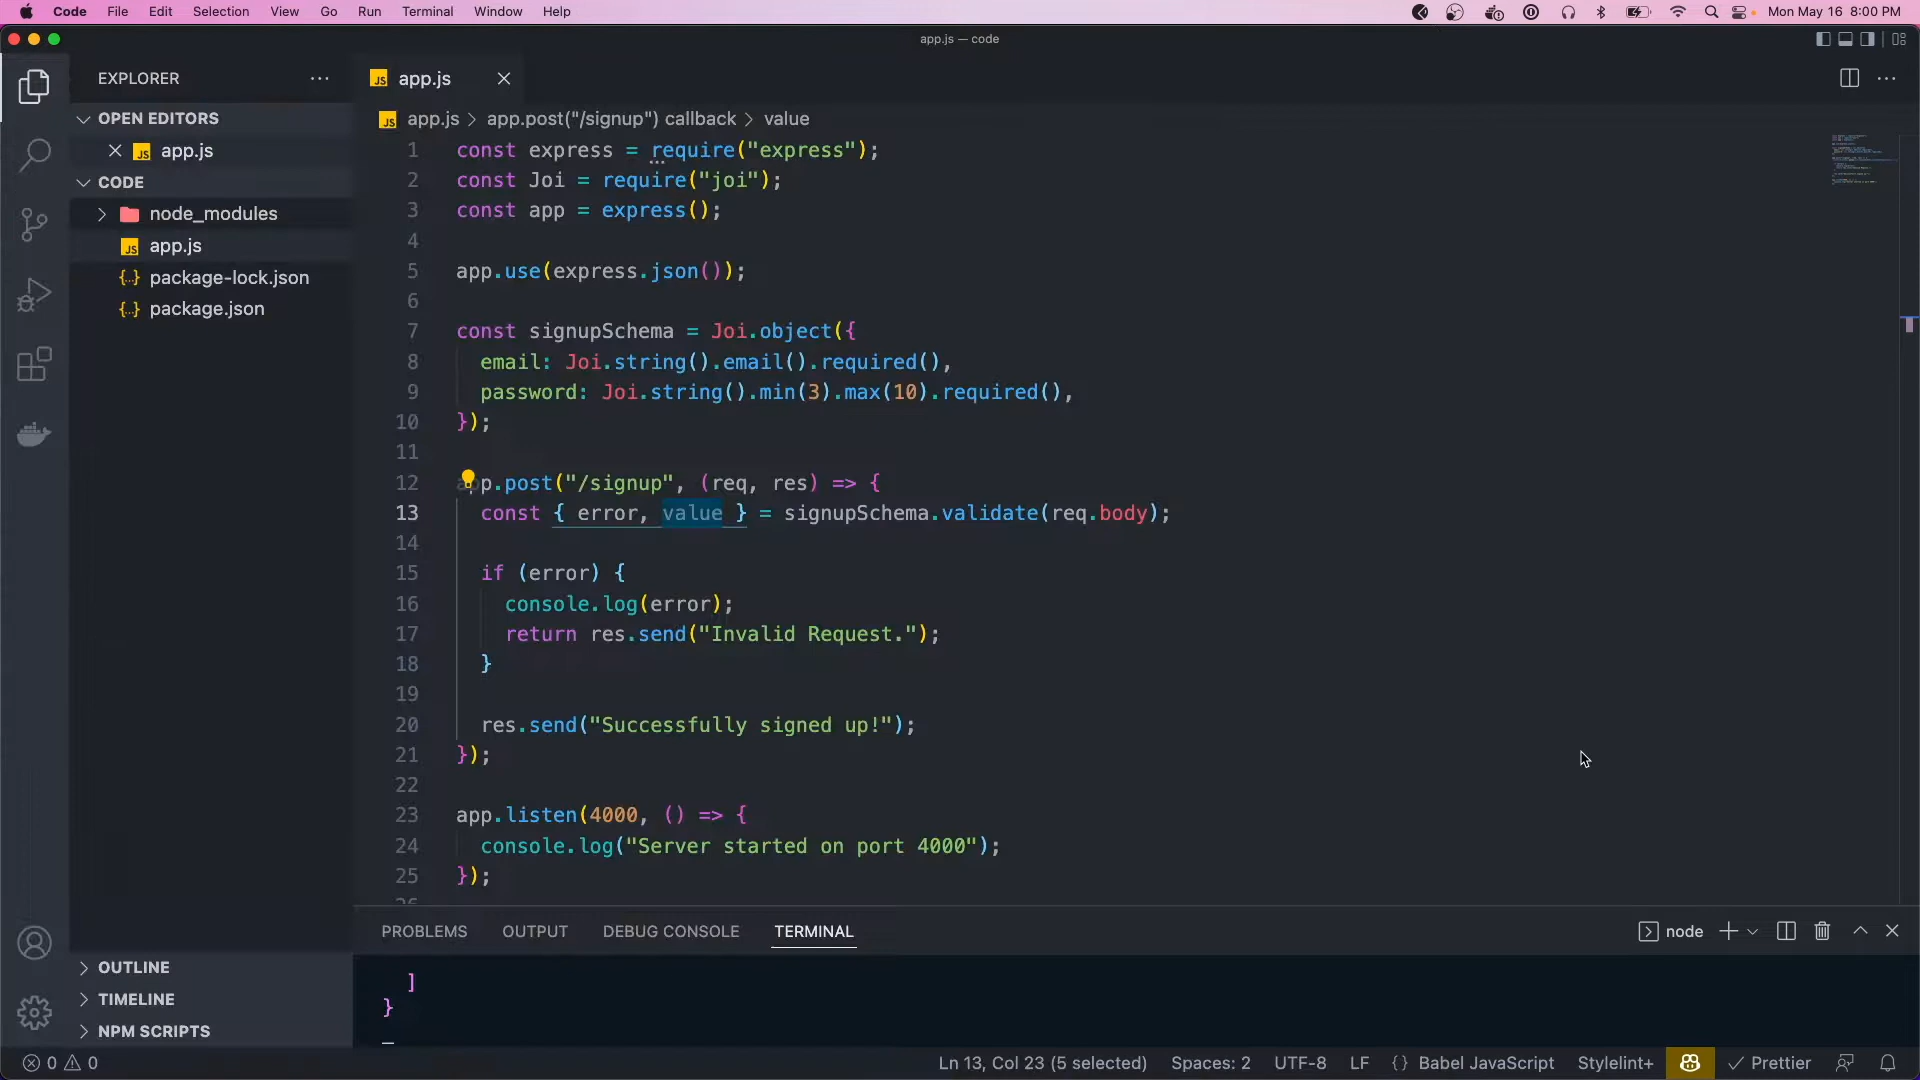 Code File Edit Selection View Go Run Terminal Window Help Mon May 16 8:00 PM
app.js — code
EXPLORER
OPEN EDITORS
JS app.js
CODE
node_modules
JS app.js
{..} package-lock.json
{..} package.json
OUTLINE
TIMELINE
NPM SCRIPTS
JS app.js
JS app.js > app.post("/signup") callback > value
1 const express = require("express");
2 const Joi = require("joi");
3 const app = express();
4
5 app.use(express.json());
6
7 const signupSchema = Joi.object({
8 email: Joi.string().email().required(),
9 password: Joi.string().min(3).max(10).required(),
10 });
11
12 app.post("/signup", (req, res) => {
13 const { error, value } = signupSchema.validate(req.body);
14
15 if (error) {
16 console.log(error);
17 return res.send("Invalid Request.");
18 }
19
20 res.send("Successfully signed up!");
21 });
22
23 app.listen(4000, () => {
24 console.log("Server started on port 4000");
25 });
26
PROBLEMS OUTPUT DEBUG CONSOLE TERMINAL node
]
}
0 0 Ln 13, Col 23 (5 selected) Spaces: 2 UTF-8 LF {} Babel JavaScript Stylelint+ Prettier